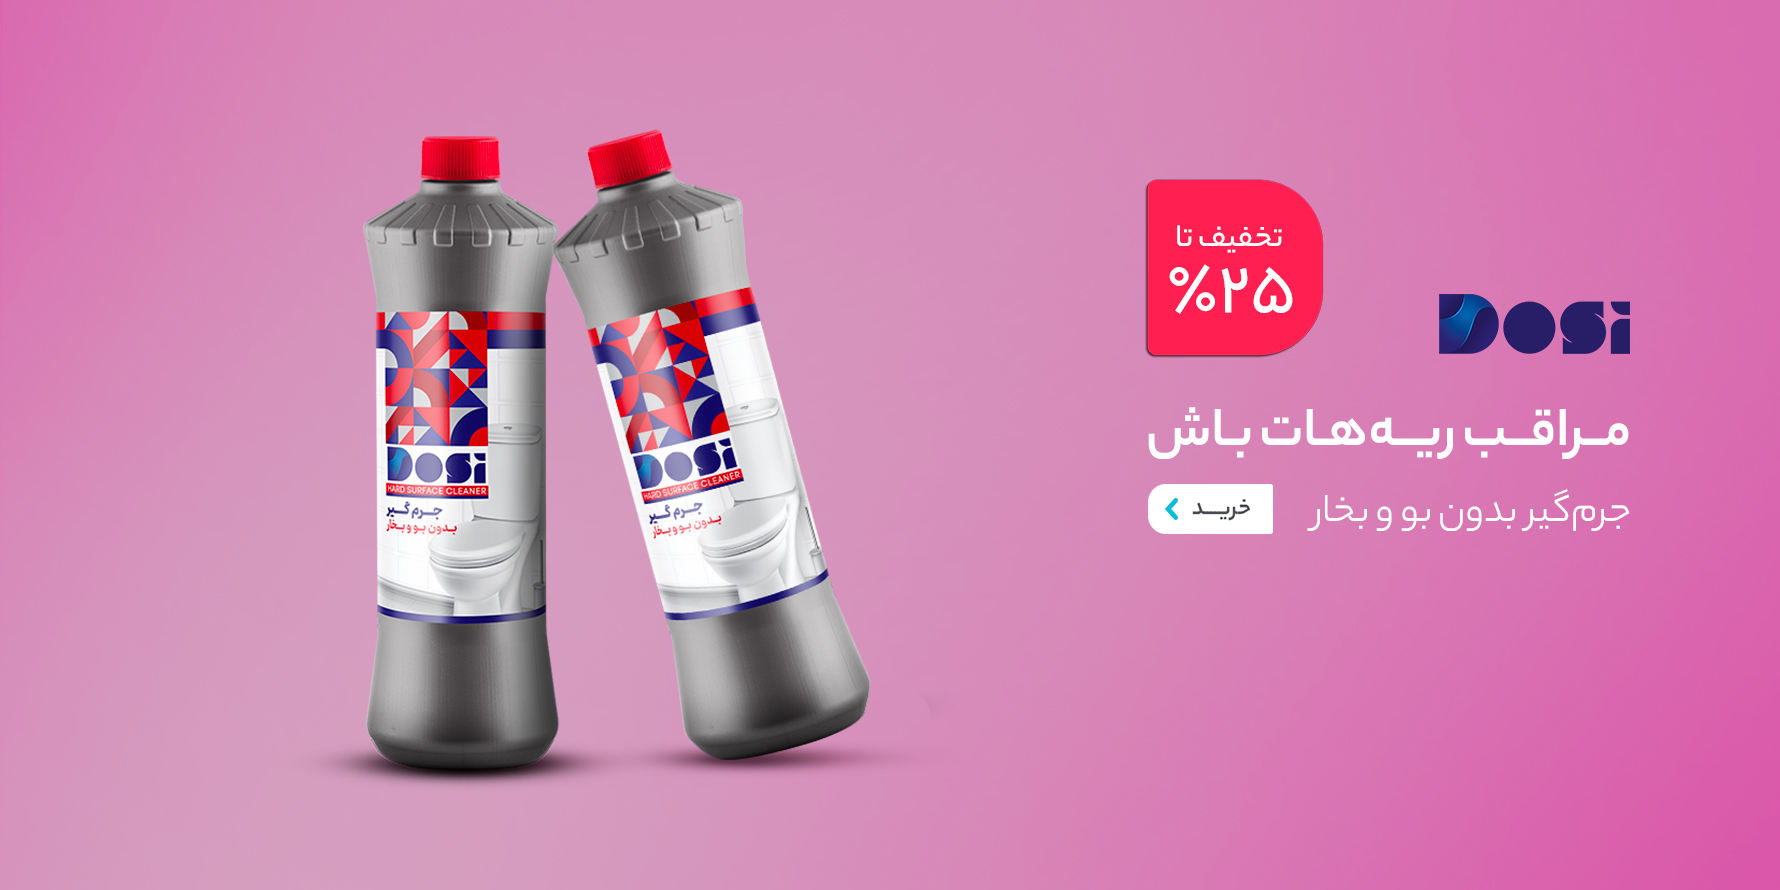 تخفیف تا
%۲۵
Dosi
مراقب ریه‌هات باش
جرم‌گیر بدون بو و بخار
خرید
Dosi
HARD SURFACE CLEANER
جرم گیر
بدون بو و بخار
Dosi
HARD SURFACE CLEANER
جرم گیر
بدون بو و بخار